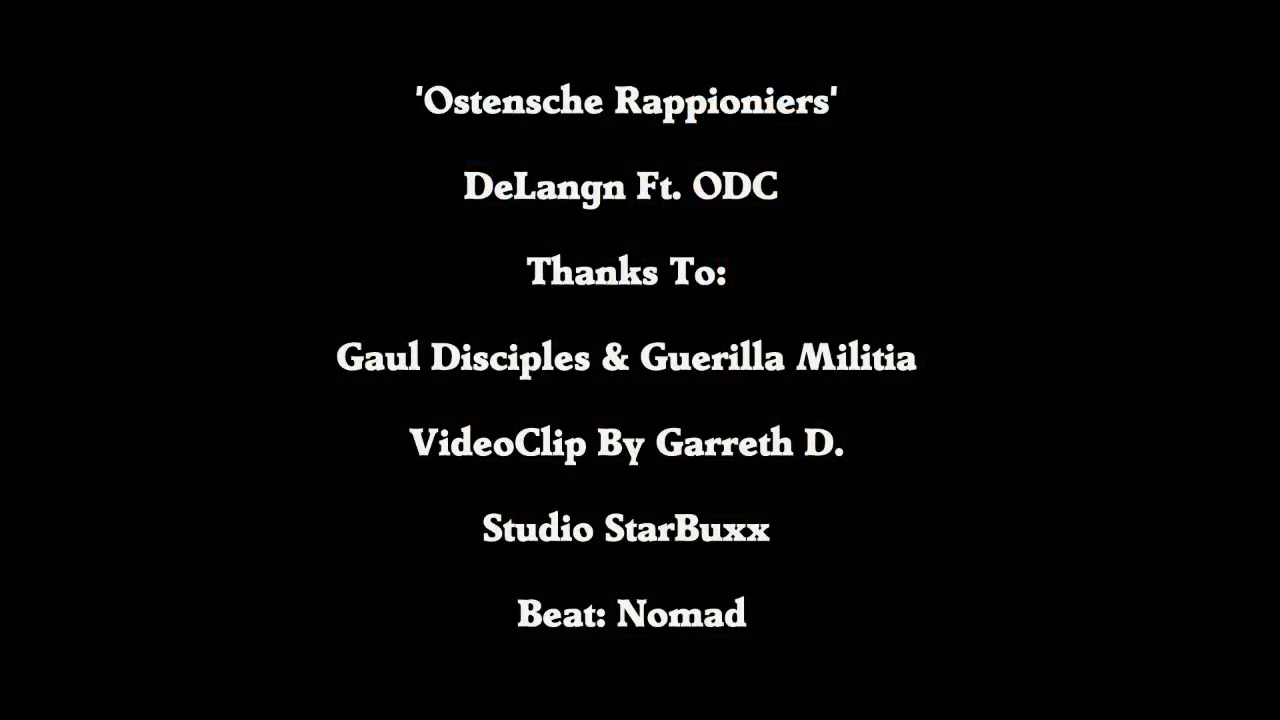 'Ostensche Rappioniers'
DeLangn Ft. ODC
Thanks To:
Gaul Disciples & Guerilla Militia
VideoClip By Garreth D.
Studio StarBuxx
Beat: Nomad